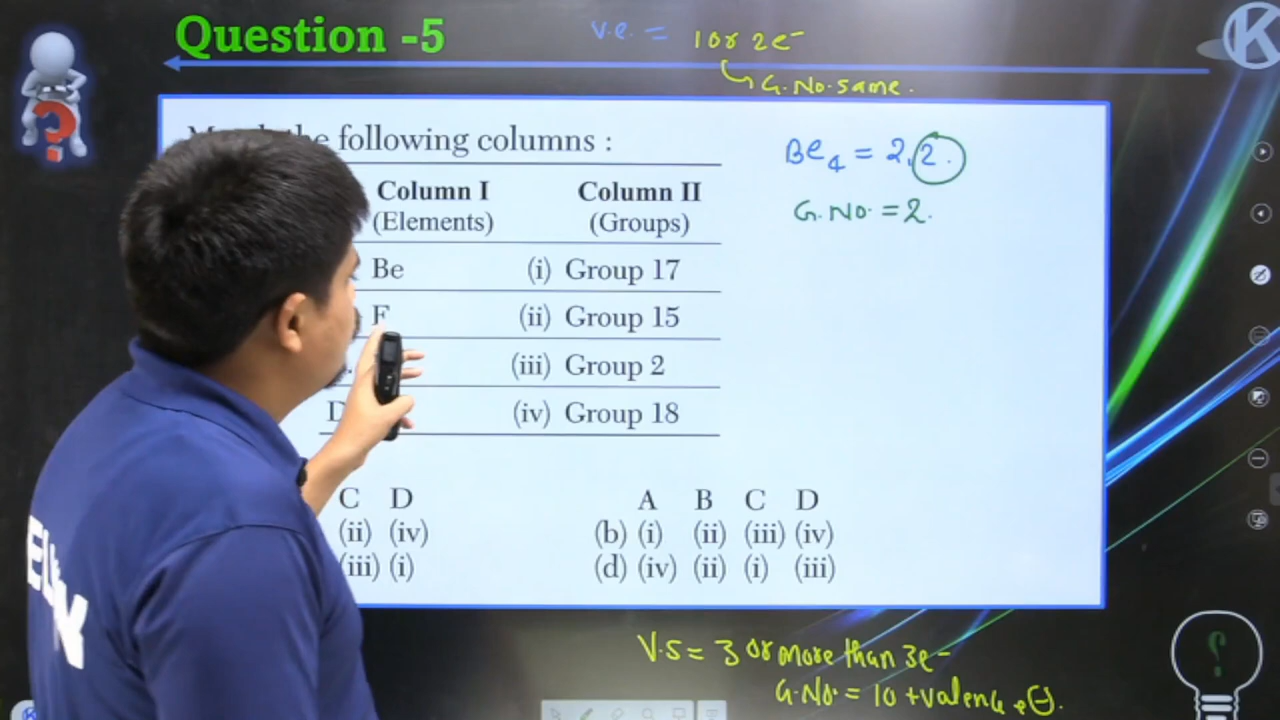 Question -5
v.e. = 1 or 2e-
G.No. same.
the following columns :
Column I Column II
(Elements) (Groups)
Be (i) Group 17
F (ii) Group 15
(iii) Group 2
D (iv) Group 18
Be4 = 2,2.
G.No. = 2.
C D A B C D
(ii) (iv) (b) (i) (ii) (iii) (iv)
(iii) (i) (d) (iv) (ii) (i) (iii)
V.S = 3 or more than 3e-
G.No. = 10 + valence e-.
K